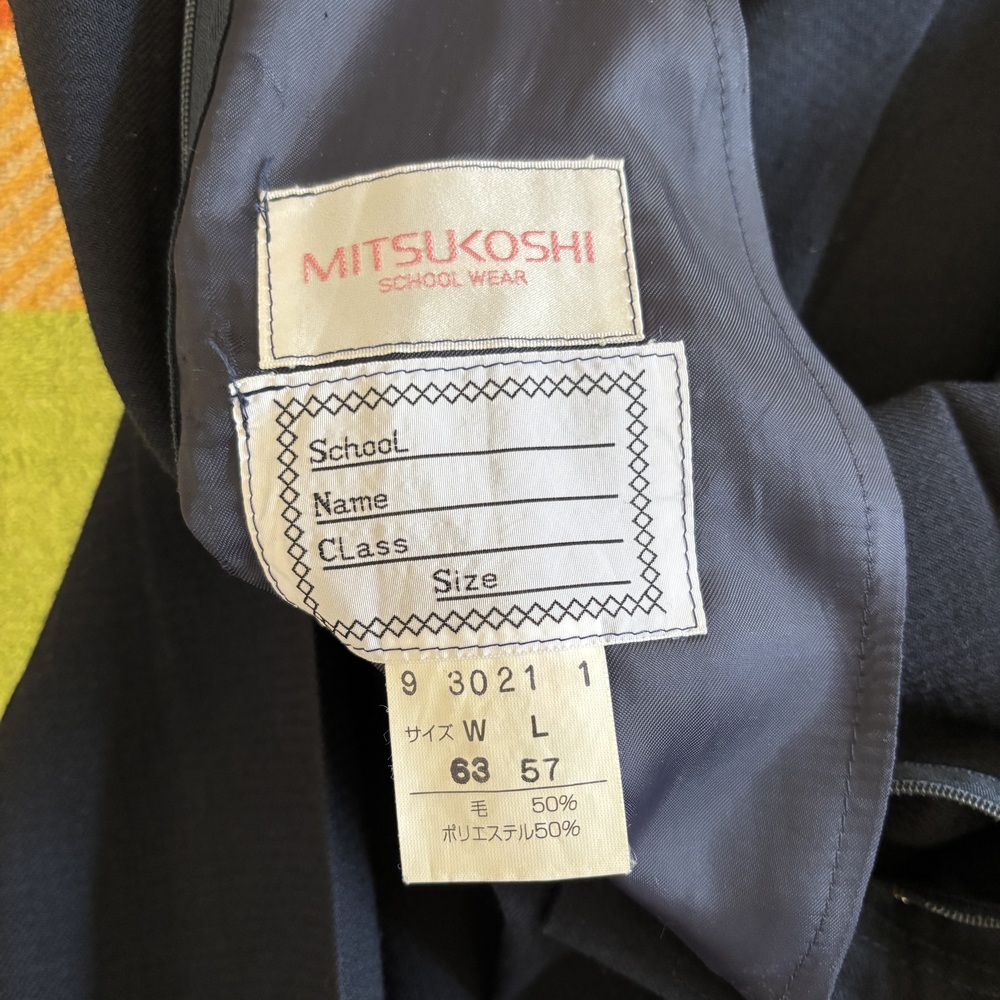 MITSUKOSHI
SCHOOL WEAR
School
Name
Class
Size
9 3021 1
サイズ W L
63 57
毛 50%
ポリエステル50%